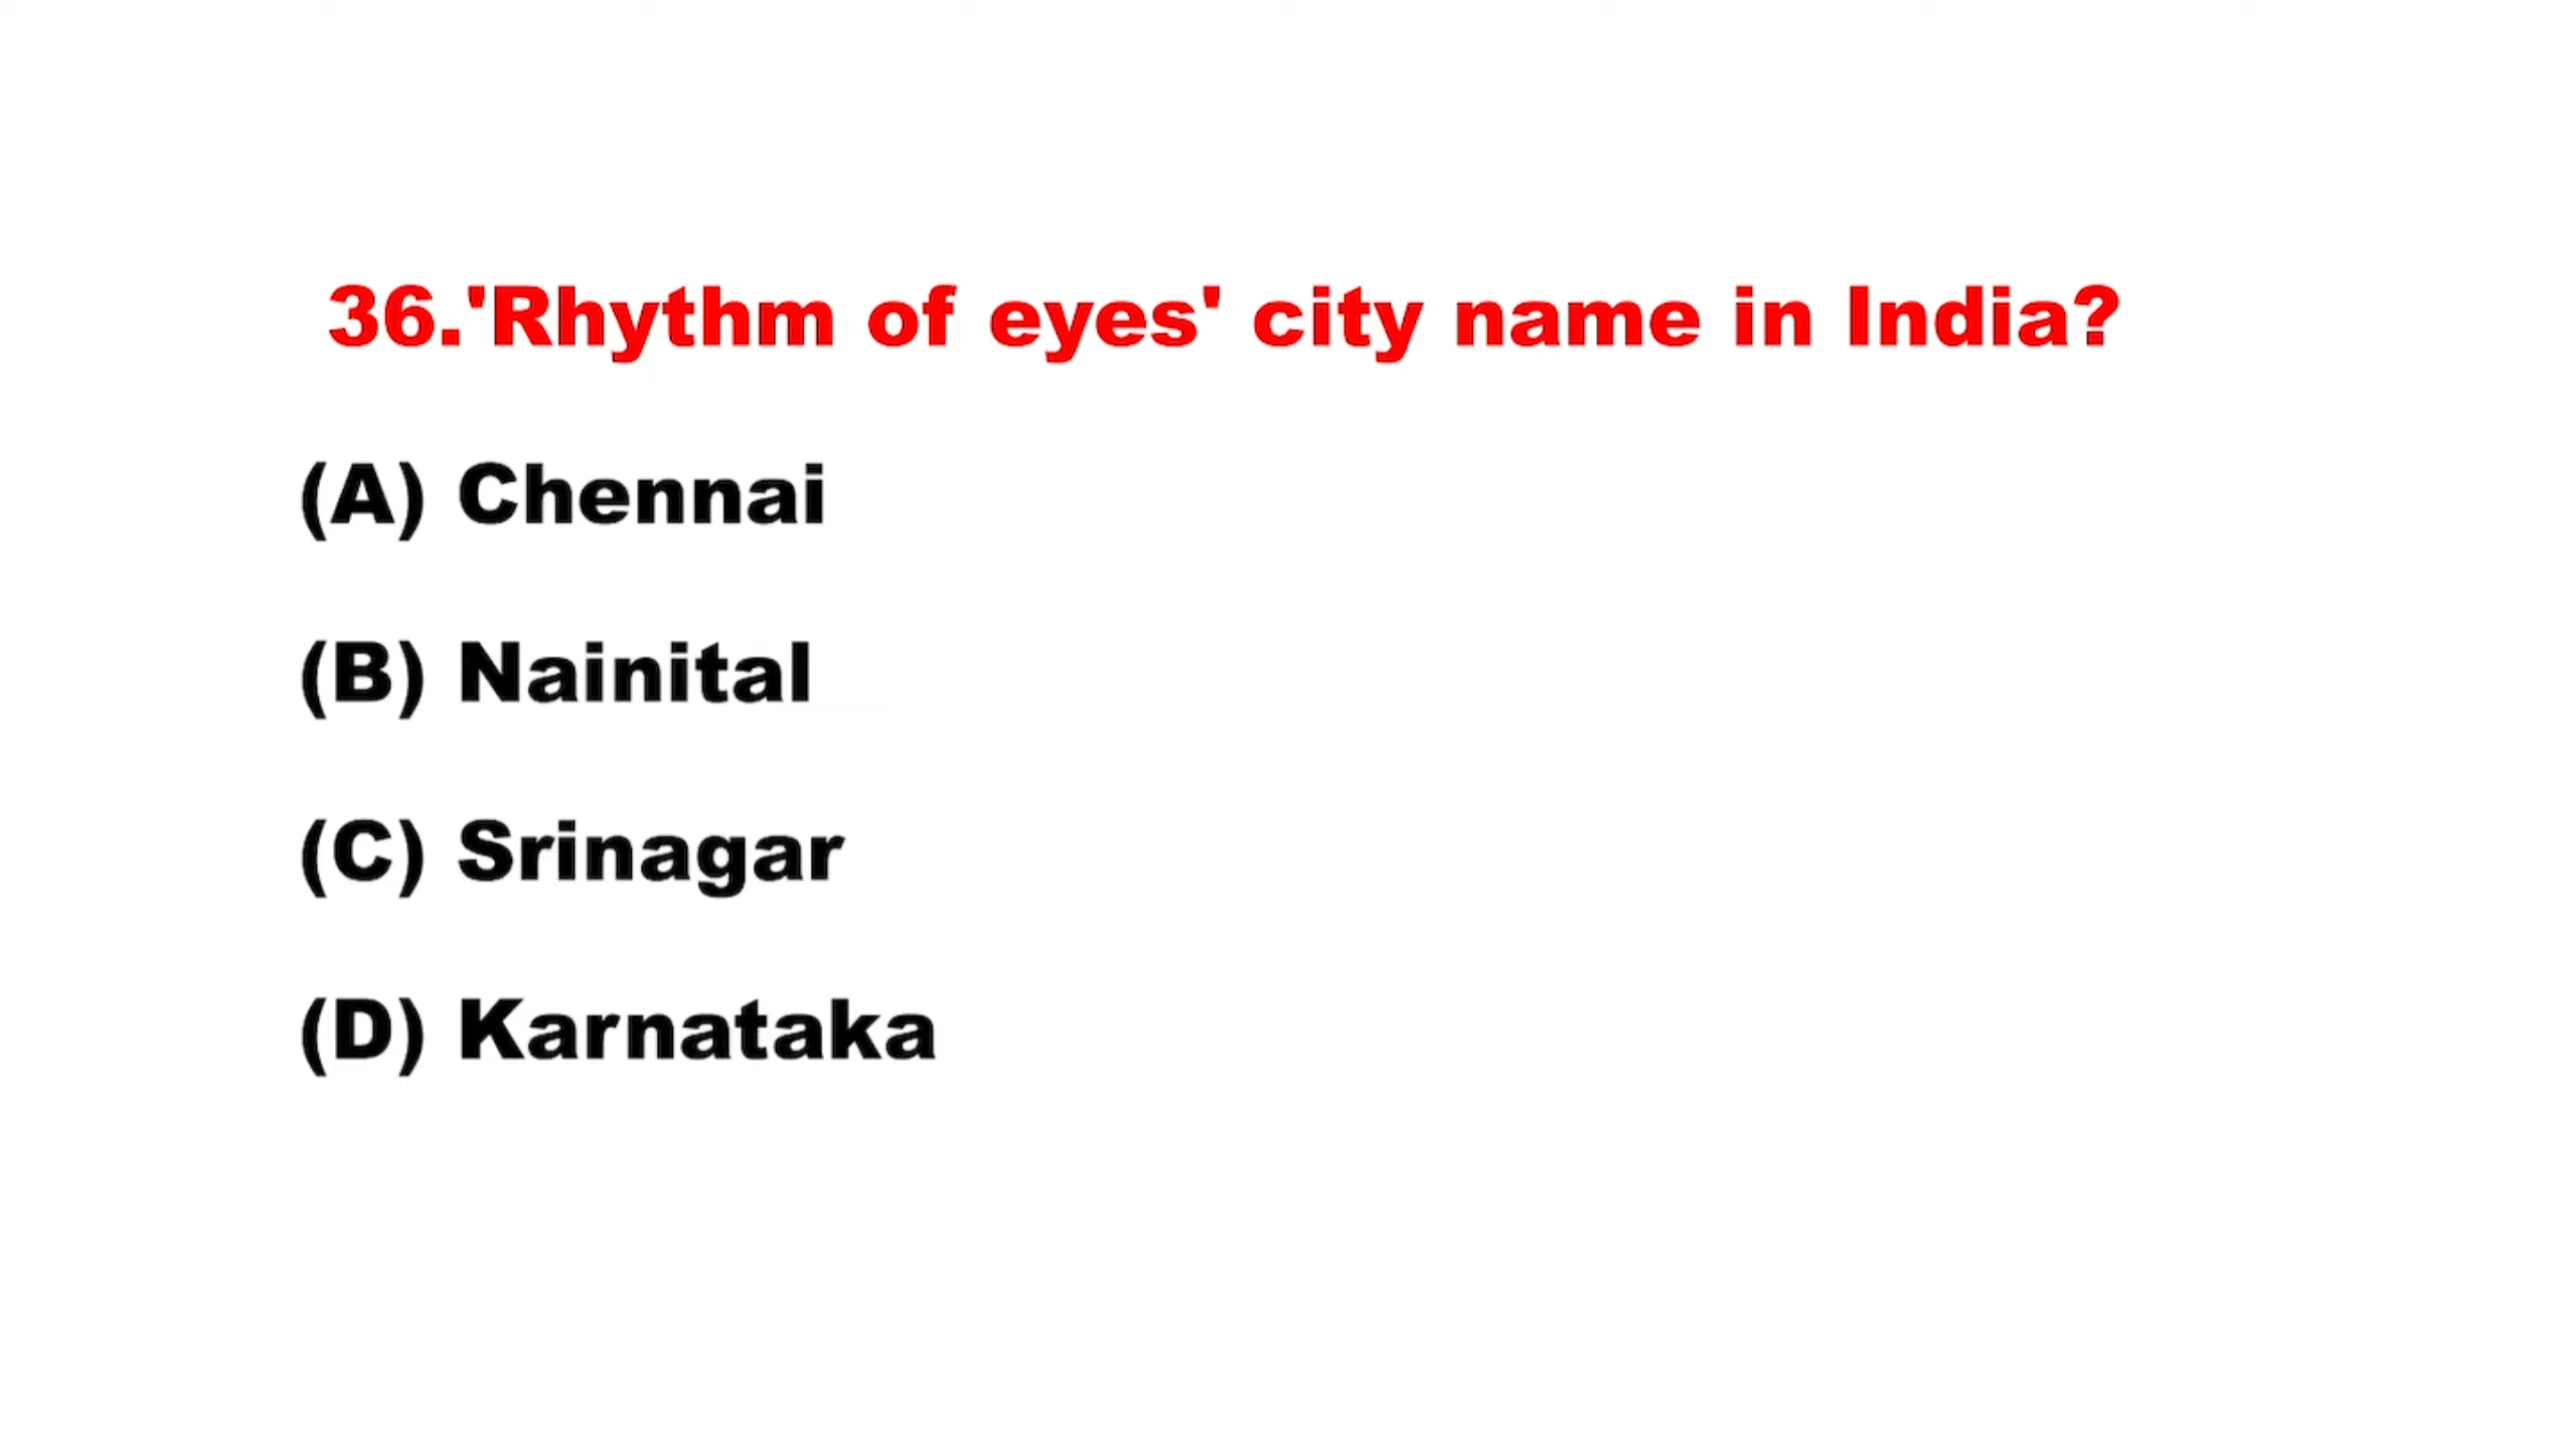 36.'Rhythm of eyes' city name in India?
(A) Chennai
(B) Nainital
(C) Srinagar
(D) Karnataka